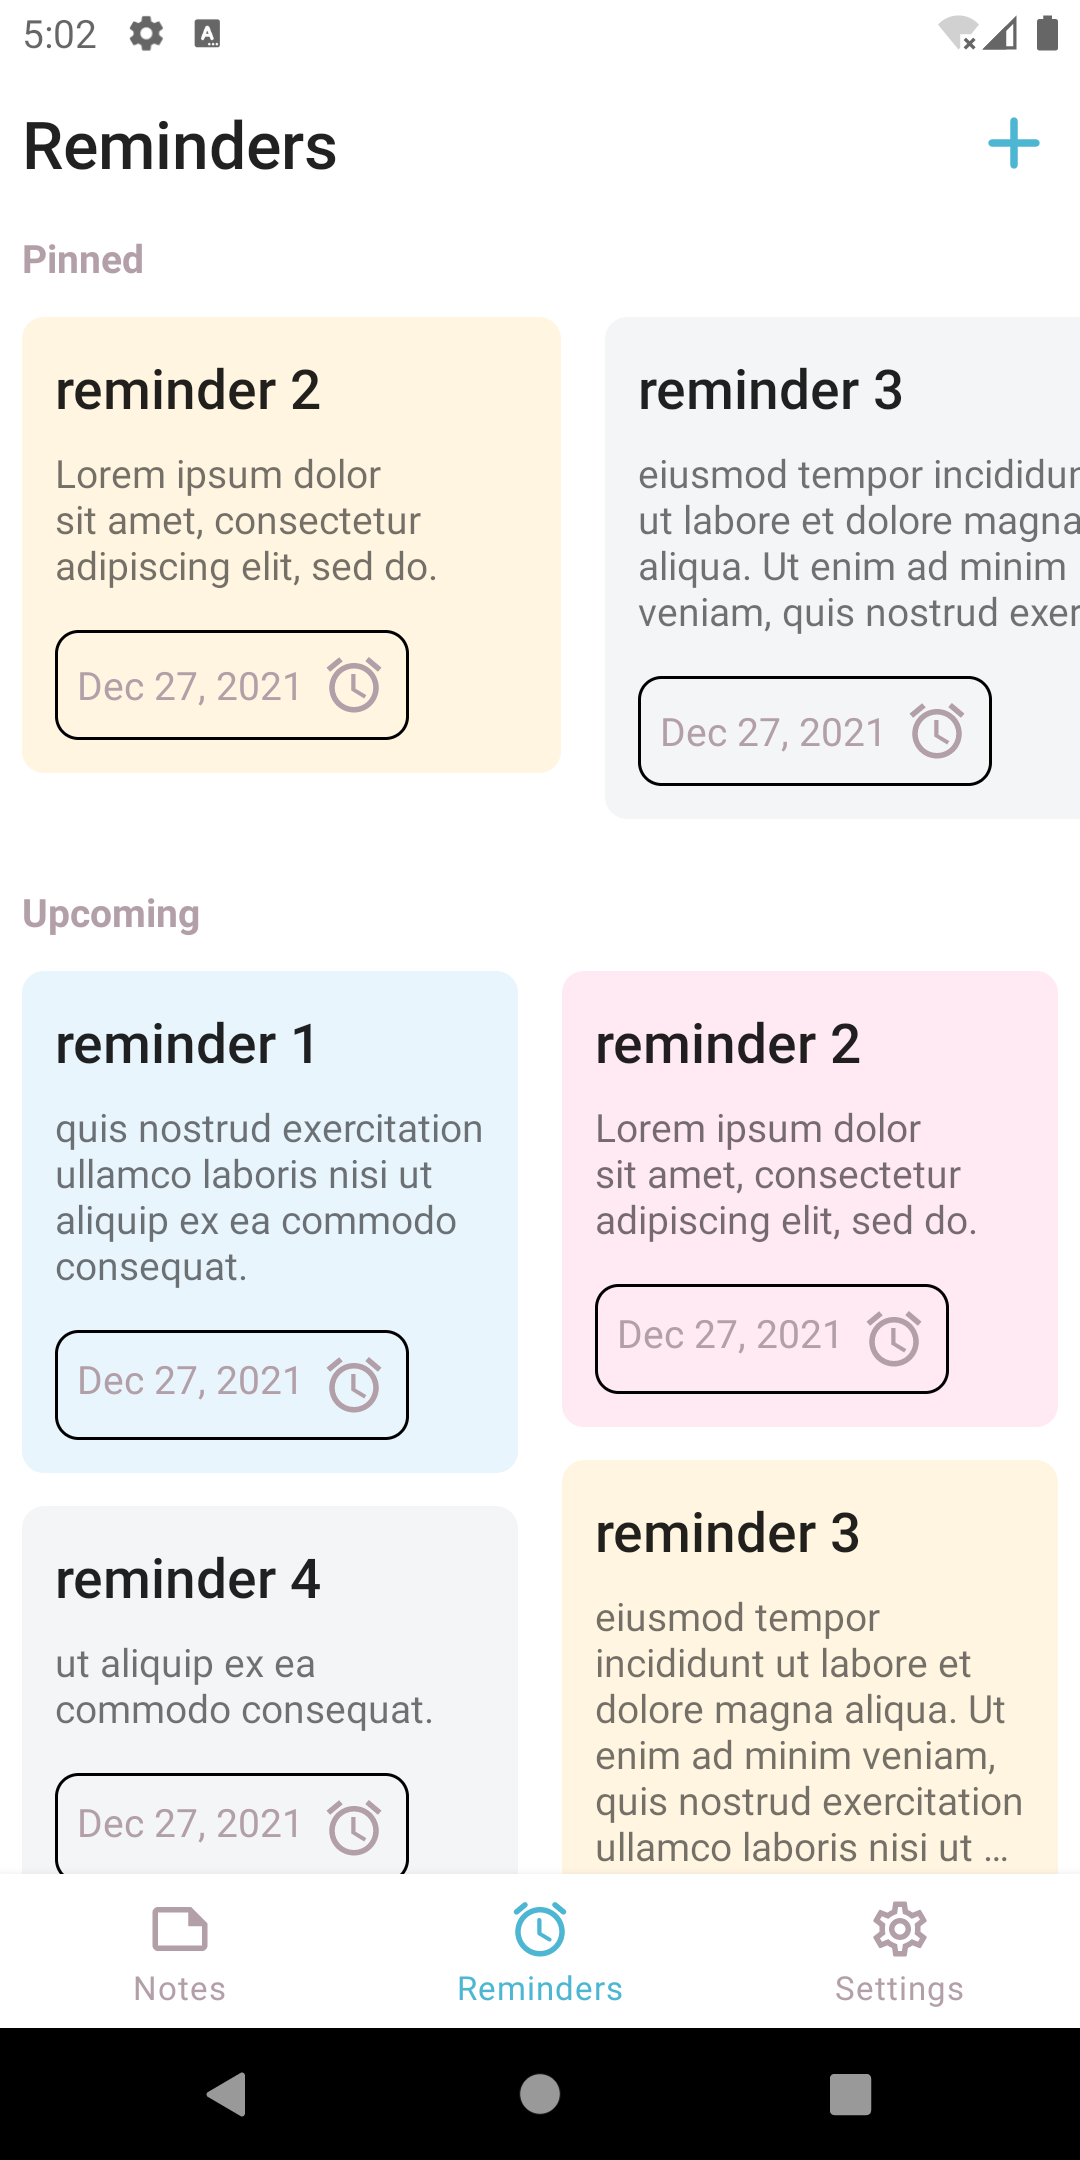 5:02
Reminders
Pinned
reminder 2
Lorem ipsum dolor
sit amet, consectetur
adipiscing elit, sed do.
Dec 27, 2021
reminder 3
eiusmod tempor incididun
ut labore et dolore magna
aliqua. Ut enim ad minim
veniam, quis nostrud exer
Dec 27, 2021
Upcoming
reminder 1
quis nostrud exercitation
ullamco laboris nisi ut
aliquip ex ea commodo
consequat.
Dec 27, 2021
reminder 2
Lorem ipsum dolor
sit amet, consectetur
adipiscing elit, sed do.
Dec 27, 2021
reminder 4
ut aliquip ex ea
commodo consequat.
Dec 27, 2021
reminder 3
eiusmod tempor
incididunt ut labore et
dolore magna aliqua. Ut
enim ad minim veniam,
quis nostrud exercitation
ullamco laboris nisi ut ...
Notes
Reminders
Settings